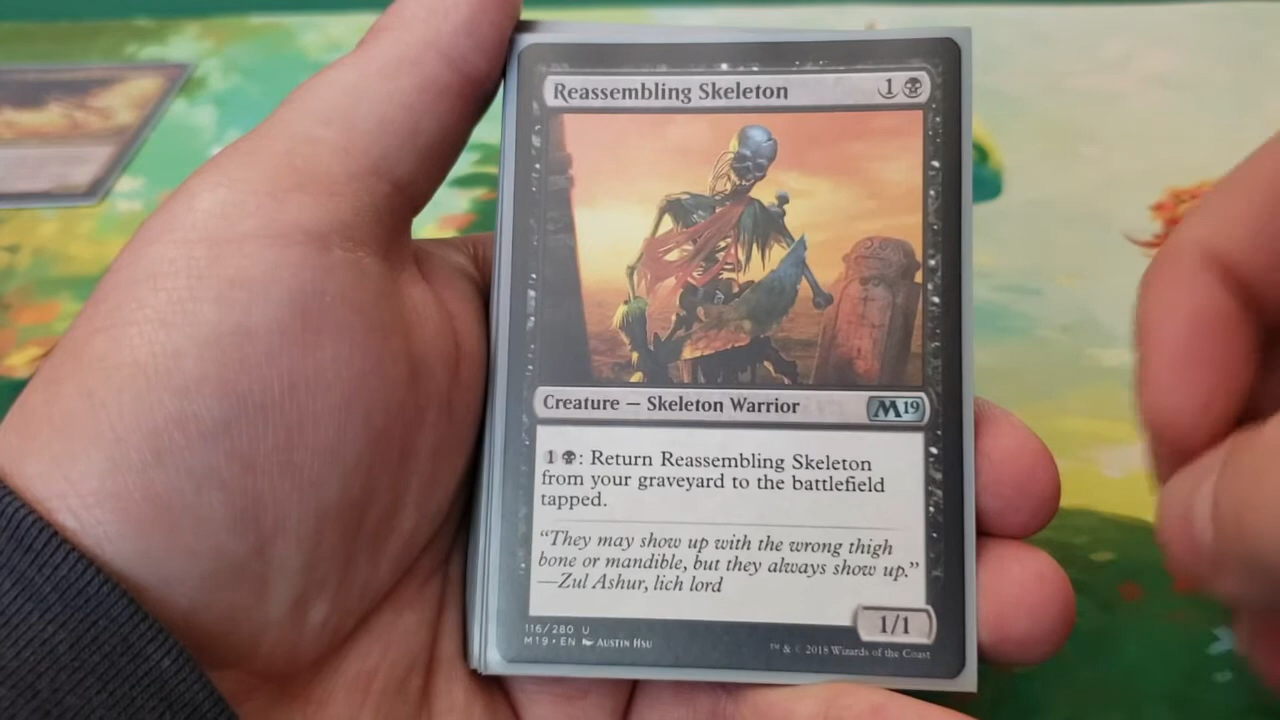 Reassembling Skeleton 1
Creature — Skeleton Warrior M19
1 : Return Reassembling Skeleton
from your graveyard to the battlefield
tapped.
“They may show up with the wrong thigh
bone or mandible, but they always show up.”
—Zul Ashur, lich lord
1/1
116/280 U
M19 • EN Austin Hsu
™ & © 2018 Wizards of the Coast